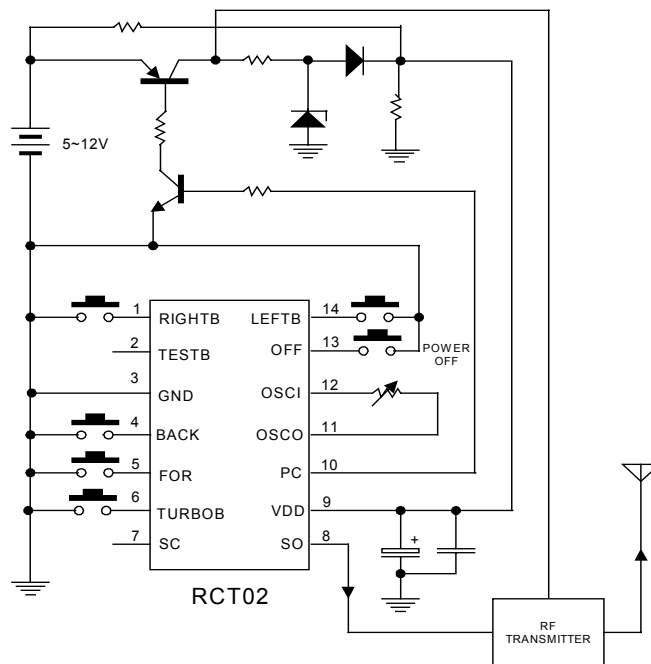 5~12V
1 RIGHTB LEFTB 14
2 TESTB OFF 13
POWER
OFF
3 GND OSCI 12
OSCO 11
4 BACK
5 FOR PC 10
6 TURBOB VDD 9
+
7 SC SO 8
RCT02
RF
TRANSMITTER